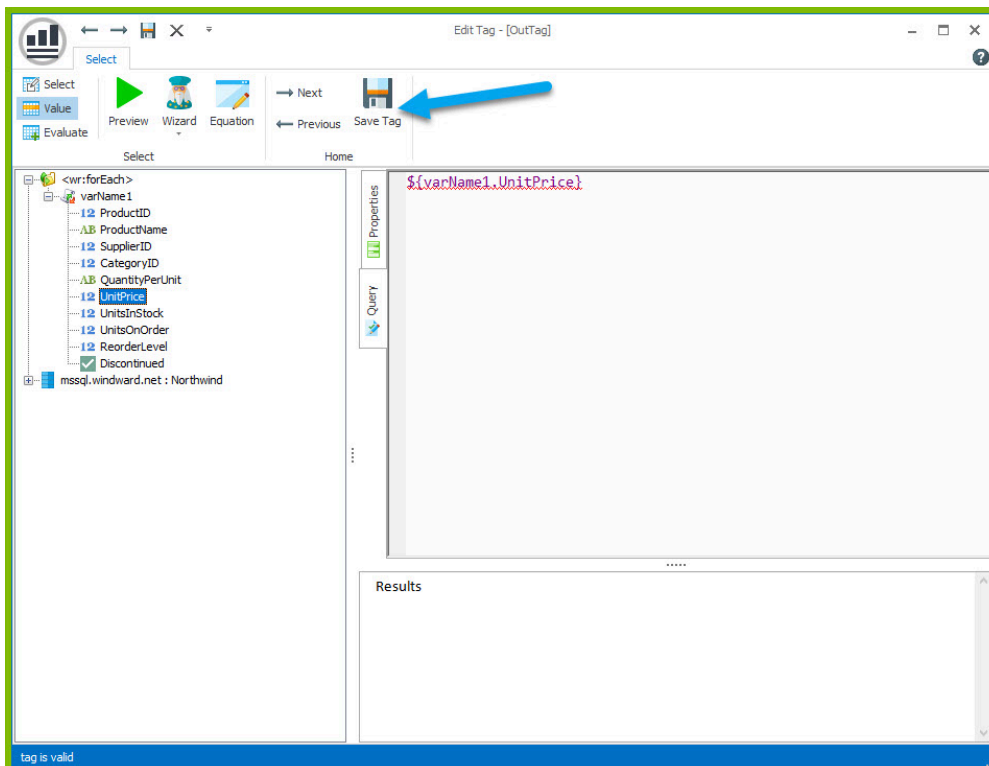 Edit Tag - [OutTag]
Select
Select
Value
Evaluate
Preview
Wizard
Equation
Next
Previous
Save Tag
Select
Home
<wr:forEach>
varName1
12 ProductID
AB ProductName
12 SupplierID
12 CategoryID
AB QuantityPerUnit
12 UnitPrice
12 UnitsInStock
12 UnitsOnOrder
12 ReorderLevel
Discontinued
mssql.windward.net : Northwind
Properties
Query
${varName1.UnitPrice}
Results
tag is valid